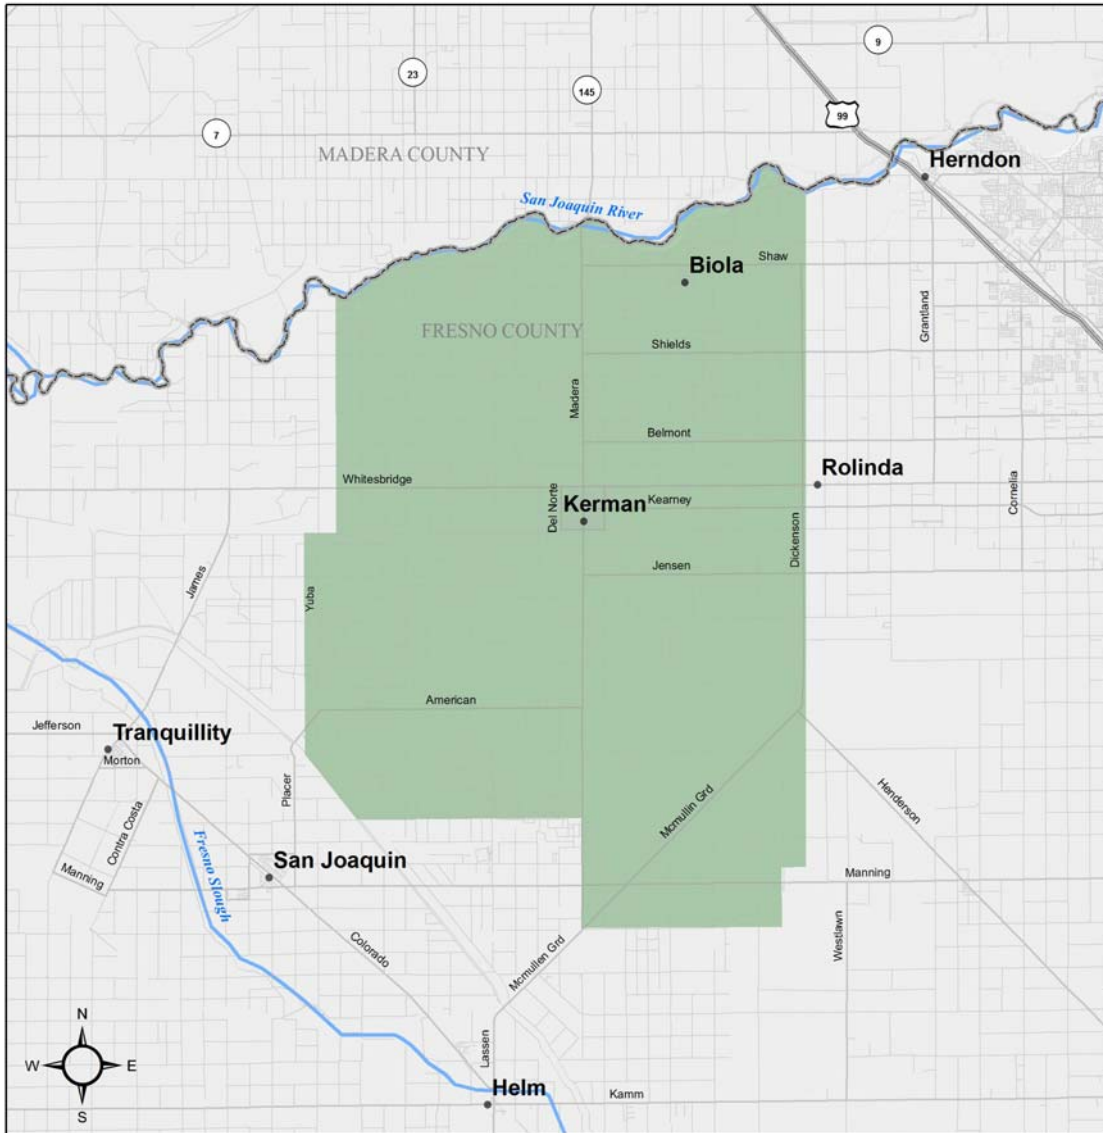 9
23
145
99
7
MADERA COUNTY
Herndon
San Joaquin River
Shaw
Biola
Grantland
FRESNO COUNTY
Shields
Madera
Belmont
Rolinda
Whitesbridge
Del Norte
Kerman
Kearney
Cornelia
Dickenson
Jensen
James
Yuba
American
Jefferson
Tranquillity
Morton
Placer
Contra Costa
Mcmullin Grd
Henderson
Manning
Fresno Slough
San Joaquin
Manning
Westlawn
Colorado
Mcmullen Grd
Lassen
N
W
E
S
Helm
Kamm